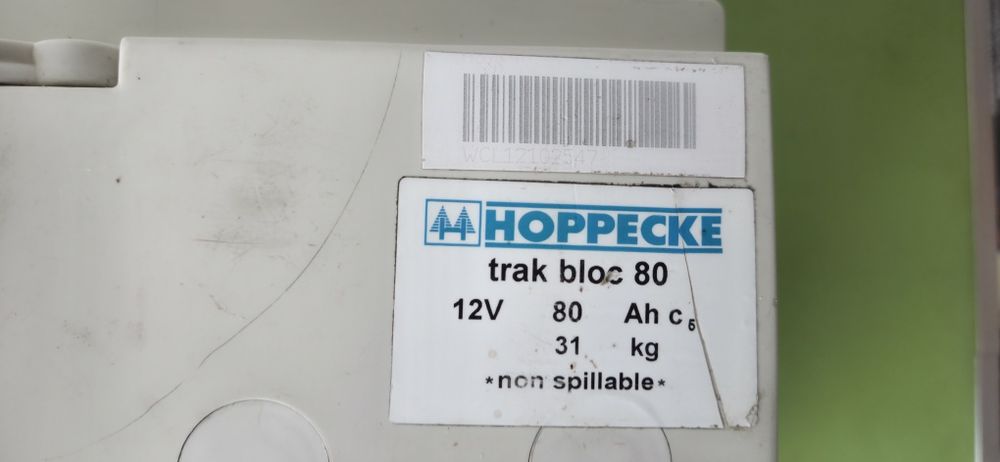 WCL12102547
HOPPECKE
trak bloc 80
12V 80 Ah c5
31 kg
*non spillable*